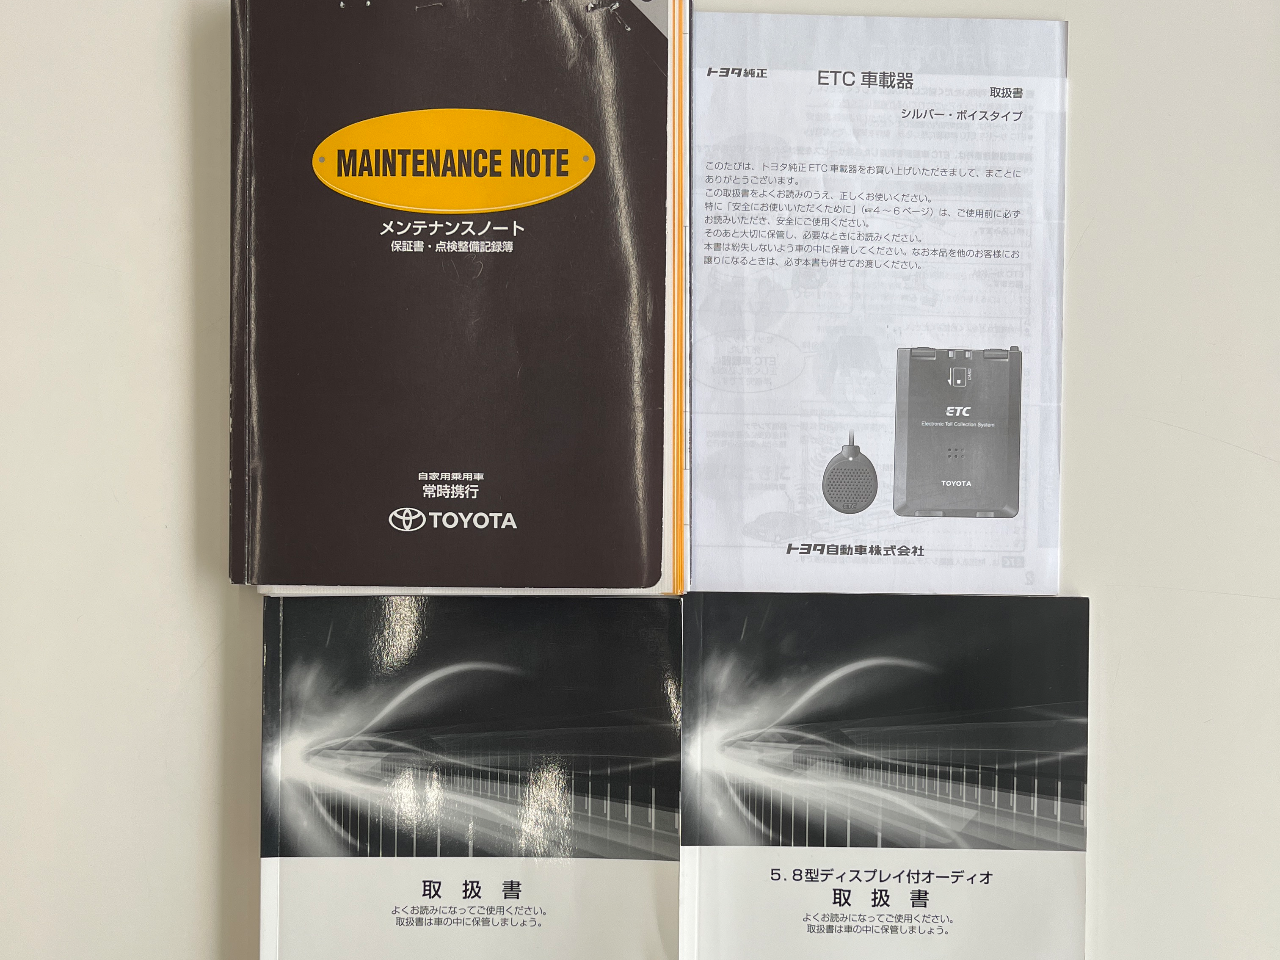 MAINTENANCE NOTE
メンテナンスノート
保証書・点検整備記録簿
自家用乗用車
常時携行
TOYOTA
トヨタ純正
ETC 車載器
取扱書
シルバー・ボイスタイプ
このたびは、トヨタ純正 ETC 車載器をお買い上げいただきまして、まことに
ありがとうございます。
この取扱書をよくお読みのうえ、正しくお使いください。
特に「安全にお使いいただくために」(☞4～6ページ)は、ご使用前に必ず
お読みいただき、安全にご使用ください。
そのあと大切に保管し、必要なときにお読みください。
本書は紛失しないよう車の中に保管してください。なお本品を他のお客様にお
譲りになるときは、必ず本書も併せてお渡しください。
ETC
Electronic Toll Collection System
TOYOTA
トヨタ自動車株式会社
取 扱 書
よくお読みになってご使用ください。
取扱書は車の中に保管しましょう。
5．8型ディスプレイ付オーディオ
取 扱 書
よくお読みになってご使用ください。
取扱書は車の中に保管しましょう。